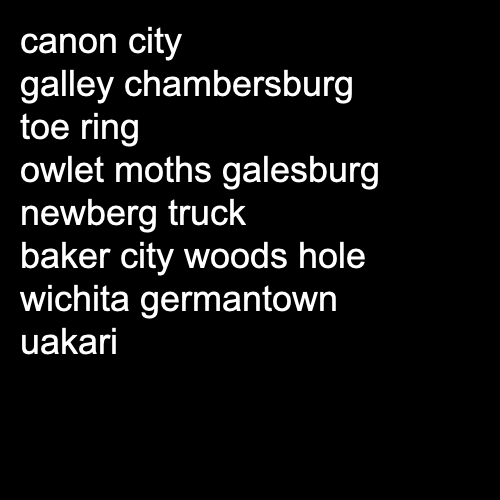 canon city
galley chambersburg
toe ring
owlet moths galesburg
newberg truck
baker city woods hole
wichita germantown
uakari